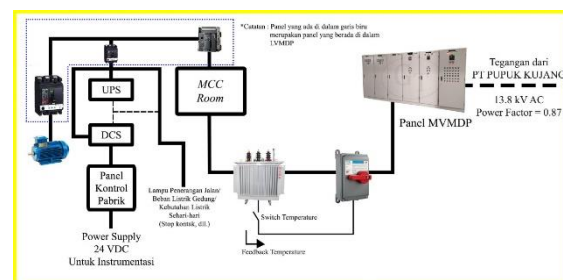 *Catatan : Panel yang ada di dalam garis biru
merupakan panel yang berada di dalam
LVMDP
UPS
MCC
Room
DCS
Panel
Kontrol
Pabrik
Power Supply
24 VDC
Untuk Instrumentasi
Lampu Penerangan Jalan/
Beban Listrik Gedung/
Kebutuhan Listrik
Sehari-hari
(Stop kontak, dll.)
Switch Temperature
Feedback Temperature
Panel MVMDP
Tegangan dari
PT PUPUK KUJANG
13.8 kV AC
Power Factor = 0.87